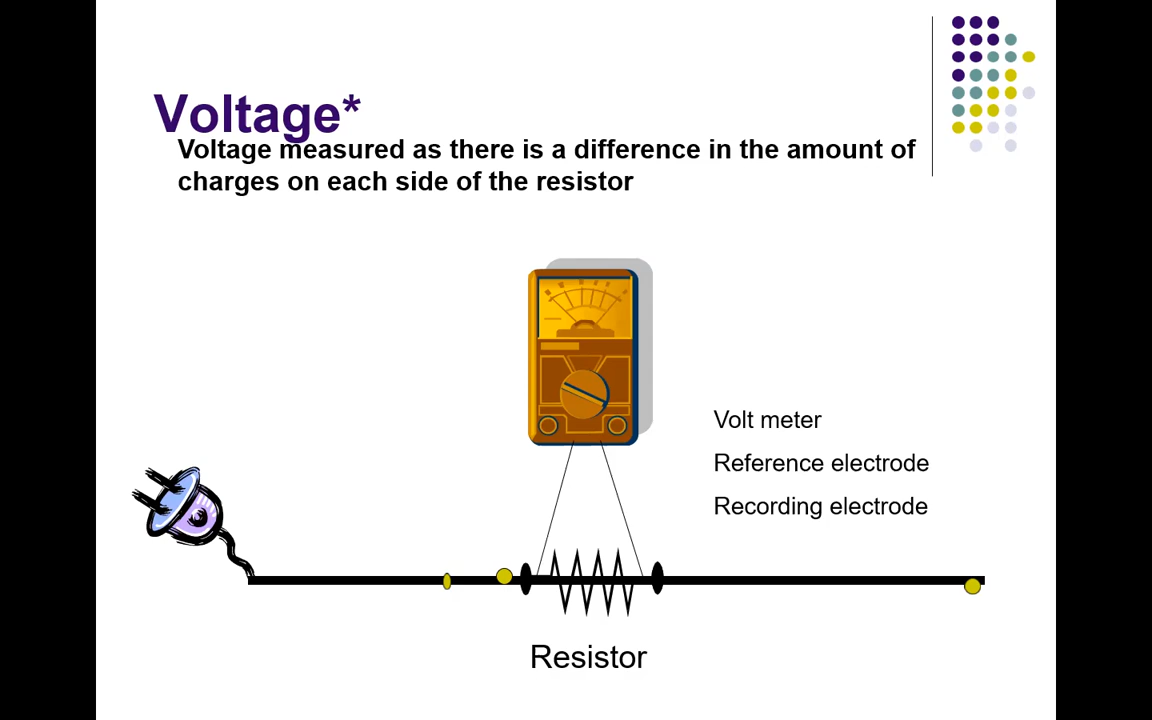 Voltage*
Voltage measured as there is a difference in the amount of
charges on each side of the resistor
Volt meter
Reference electrode
Recording electrode
Resistor